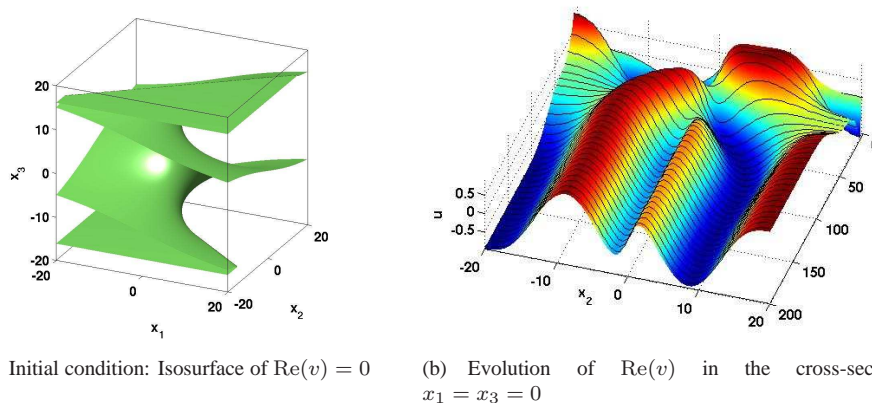 20
10
0
-10
-20
x3
-20
0
20
x1
-20
0
20
x2
0.5
0
-0.5
u
-20
-10
0
10
20
x2
50
100
150
200
Initial condition: Isosurface of Re(v) = 0
(b) Evolution of Re(v) in the cross-sec
x1 = x3 = 0